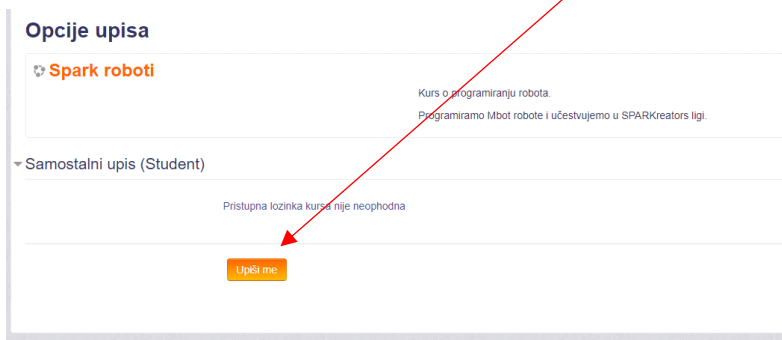 Opcije upisa
Spark roboti
Kurs o programiranju robota.
Programiramo Mbot robote i učestvujemo u SPARKreators ligi.
Samostalni upis (Student)
Pristupna lozinka kursa nije neophodna
Upiši me